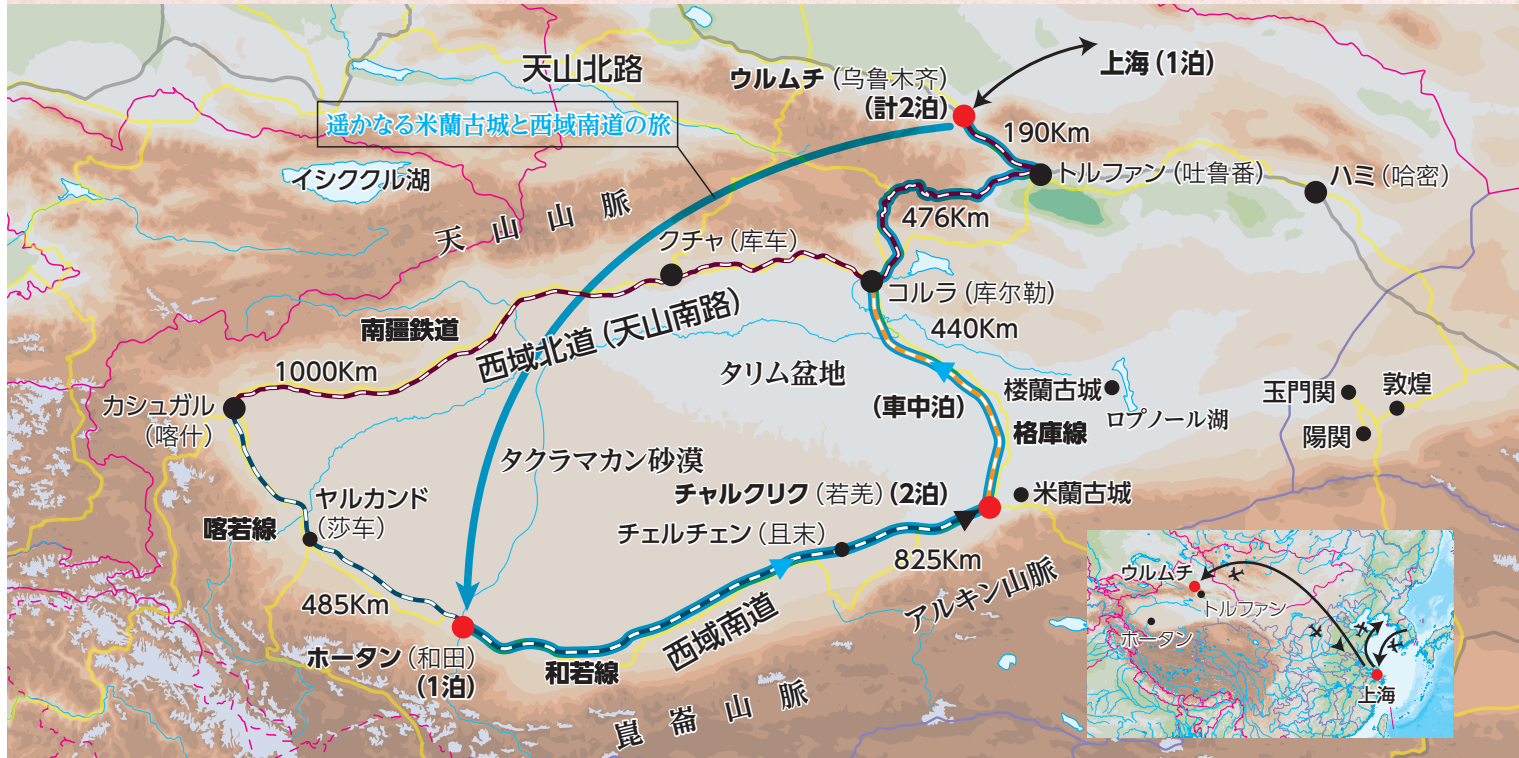 天山北路
ウルムチ（乌鲁木齐）
（計2泊）
上海（1泊）
遥かなる米蘭古城と西域南道の旅
190Km
イシククル湖
トルファン（吐鲁番）
ハミ（哈密）
天山山脈
476Km
クチャ（库车）
コルラ（库尔勒）
440Km
南疆鉄道
西域北道（天山南路）
1000Km
タリム盆地
カシュガル
（喀什）
（車中泊）
楼蘭古城
ロプノール湖
玉門関
敦煌
陽関
格庫線
タクラマカン砂漠
チャルクリク（若羌）（2泊）
米蘭古城
ヤルカンド
（莎车）
喀若線
チェルチェン（且末）
825Km
アルキン山脈
485Km
西域南道
ホータン（和田）
（1泊）
和若線
崑崙山脈
ウルムチ
トルファン
ホータン
上海